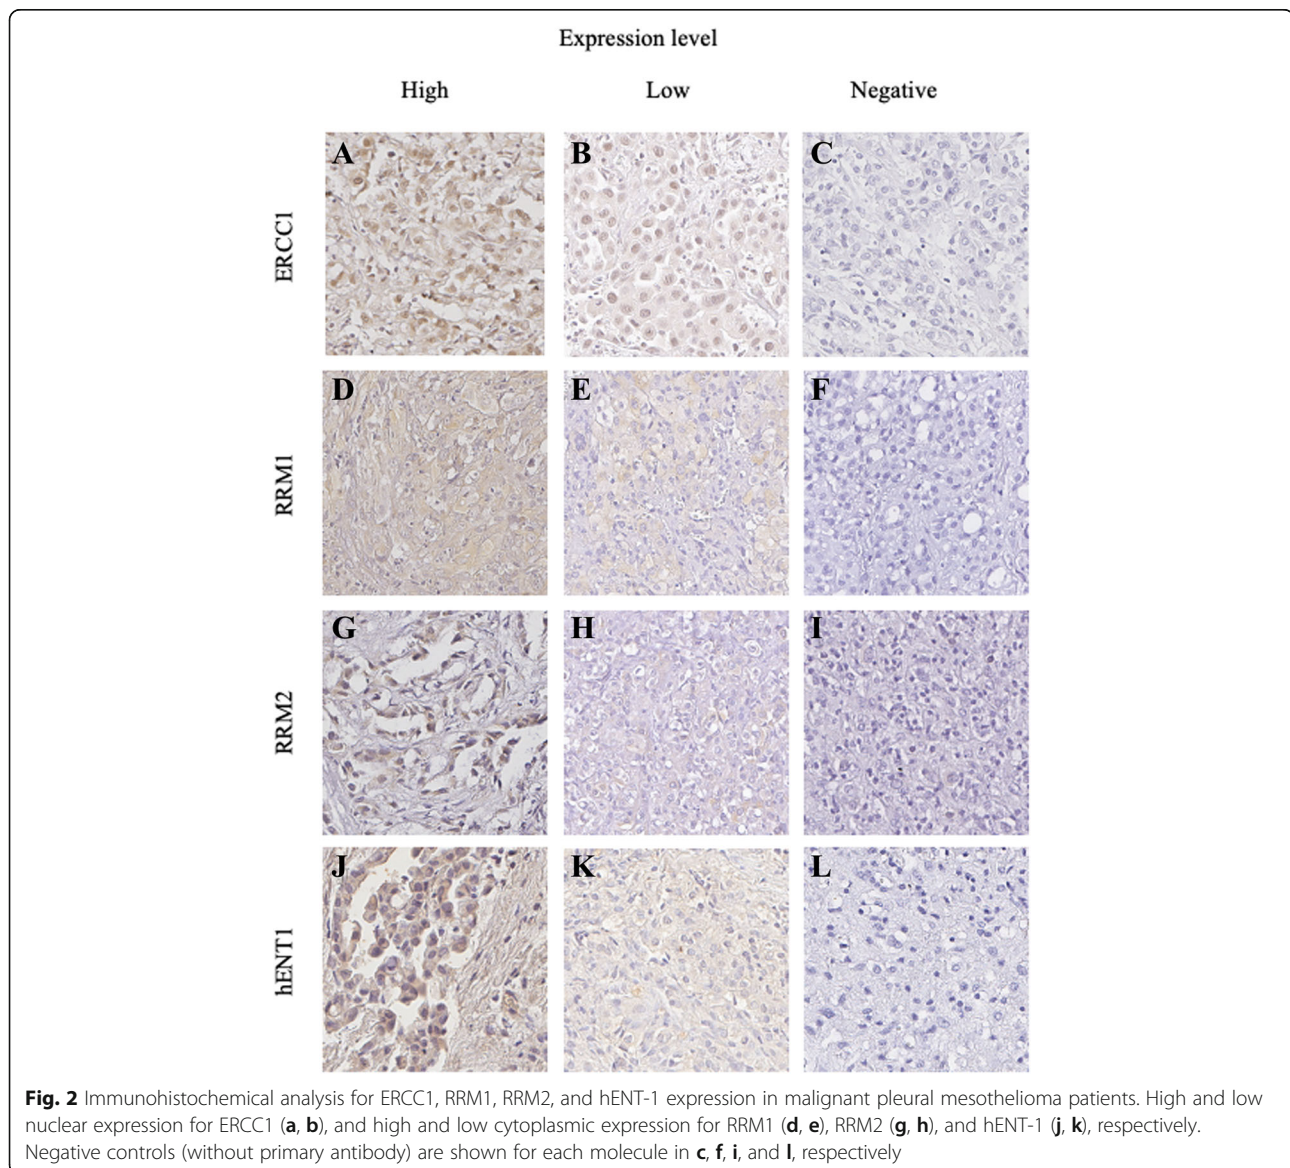 Expression level
High Low Negative
ERCC1
A B C
RRM1
D E F
RRM2
G H I
hENT1
J K L
Fig. 2 Immunohistochemical analysis for ERCC1, RRM1, RRM2, and hENT-1 expression in malignant pleural mesothelioma patients. High and low
nuclear expression for ERCC1 (a, b), and high and low cytoplasmic expression for RRM1 (d, e), RRM2 (g, h), and hENT-1 (j, k), respectively.
Negative controls (without primary antibody) are shown for each molecule in c, f, i, and l, respectively